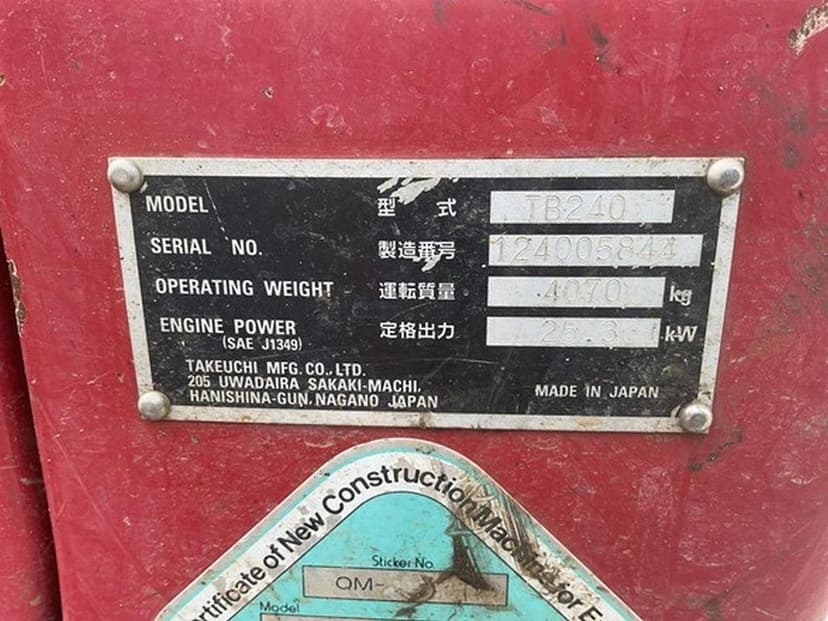 MODEL 型 式 TB240
SERIAL NO. 製造番号 124005844
OPERATING WEIGHT 運転質量 4070 kg
ENGINE POWER 定格出力 25.3 kW
(SAE J1349)
TAKEUCHI MFG. CO., LTD.
205 UWADAIRA SAKAKI-MACHI,
HANISHINA-GUN, NAGANO JAPAN
MADE IN JAPAN
ertificate of New Construction Machine for E
Sticker No.
QM-
Model